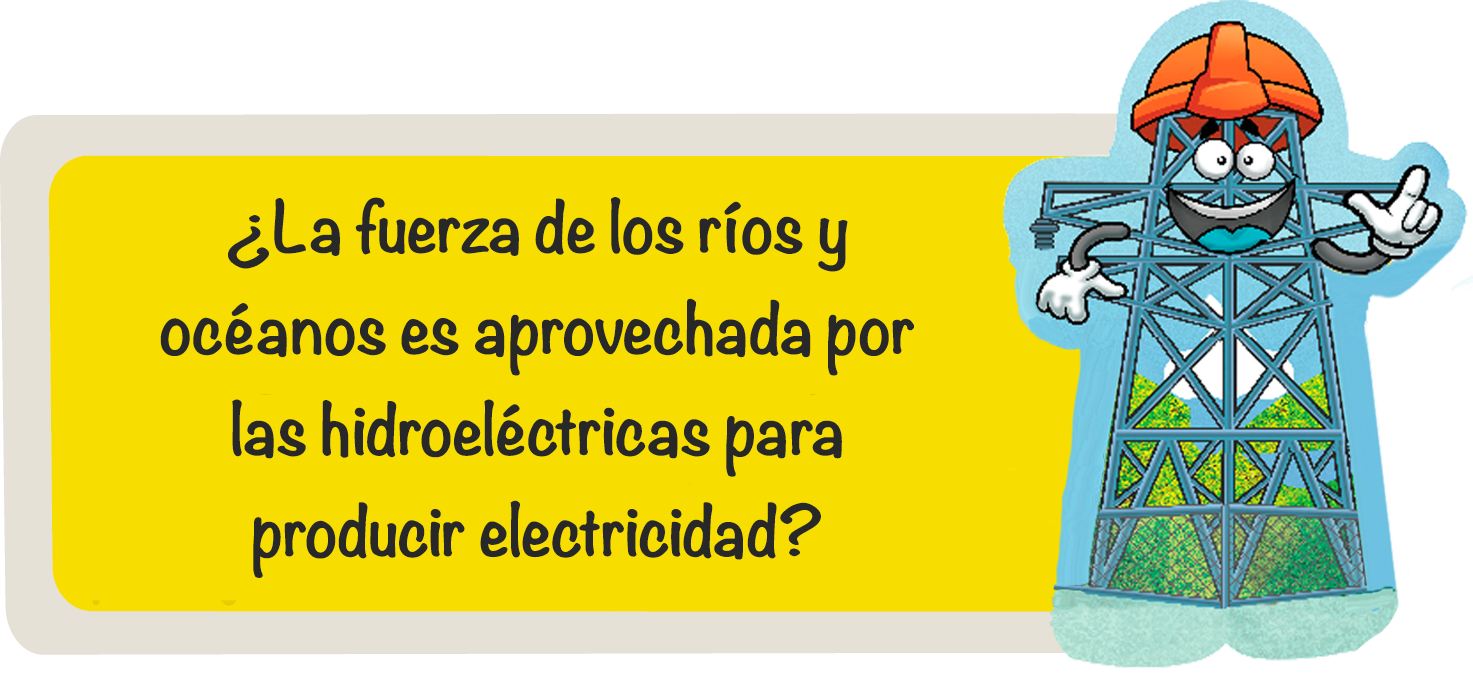 ¿La fuerza de los ríos y
océanos es aprovechada por
las hidroeléctricas para
producir electricidad?